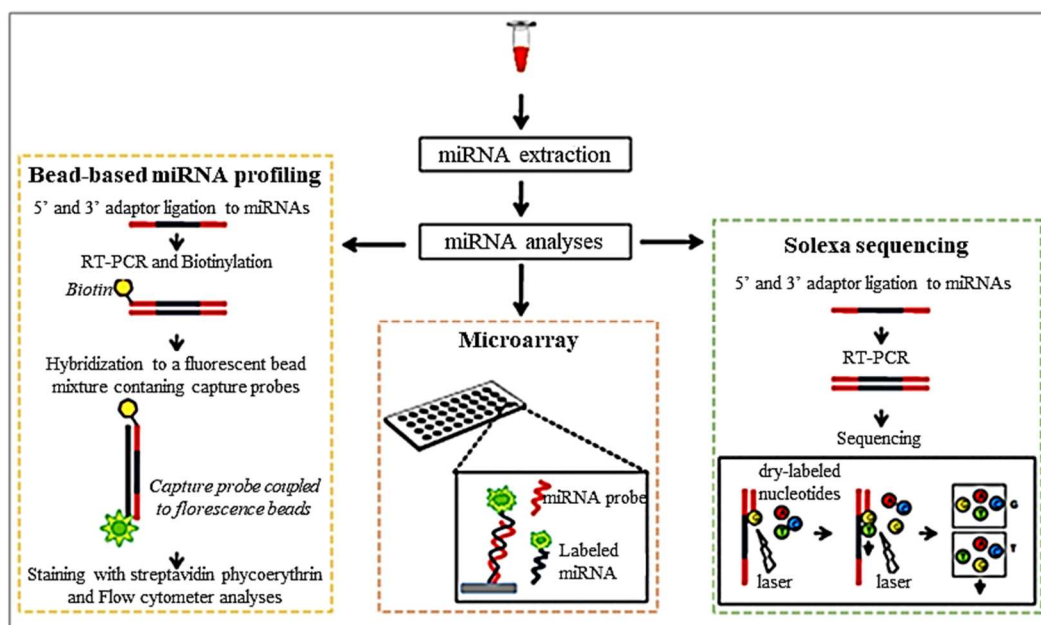 miRNA extraction
miRNA analyses
Bead-based miRNA profiling
5’ and 3’ adaptor ligation to miRNAs
RT-PCR and Biotinylation
Biotin
Hybridization to a fluorescent bead
mixture contaning capture probes
Capture probe coupled
to florescence beads
Staining with streptavidin phycoerythrin
and Flow cytometer analyses
Microarray
miRNA probe
Labeled
miRNA
Solexa sequencing
5’ and 3’ adaptor ligation to miRNAs
RT-PCR
Sequencing
dry-labeled
nucleotides
laser
laser
G
T